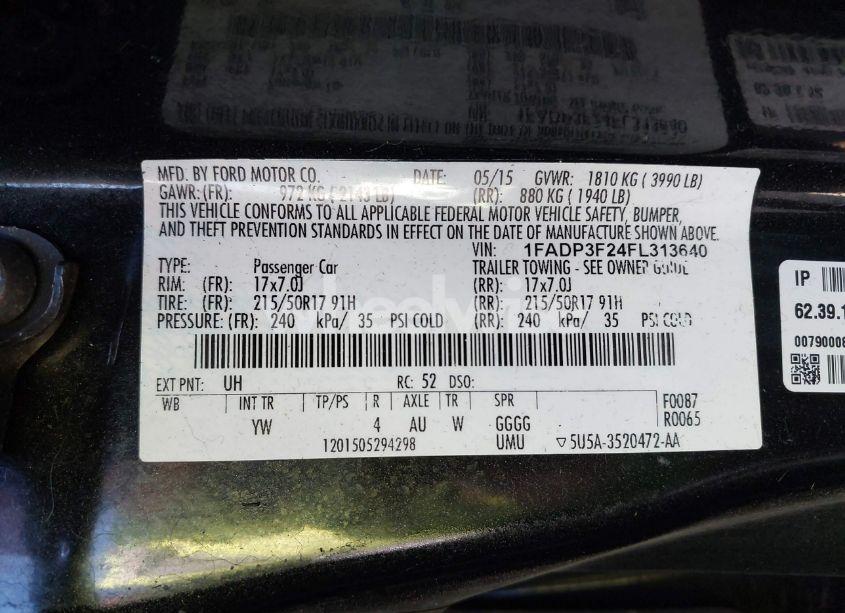 1FADP3F24FL313640
MFD. BY FORD MOTOR CO. DATE: 05/15 GVWR: 1810 KG ( 3990 LB)
GAWR: (FR): 972 KG ( 2143 LB) (RR): 880 KG ( 1940 LB)
THIS VEHICLE CONFORMS TO ALL APPLICABLE FEDERAL MOTOR VEHICLE SAFETY, BUMPER,
AND THEFT PREVENTION STANDARDS IN EFFECT ON THE DATE OF MANUFACTURE SHOWN ABOVE.
VIN: 1FADP3F24FL313640
TYPE: Passenger Car TRAILER TOWING - SEE OWNER GUIDE
RIM: (FR): 17x7.0J (RR): 17x7.0J
TIRE: (FR): 215/50R17 91H (RR): 215/50R17 91H
PRESSURE: (FR): 240 kPa/ 35 PSI COLD (RR): 240 kPa/ 35 PSI COLD
EXT PNT: UH RC: 52 DSO:
WB INT TR TP/PS R AXLE TR SPR F0087
YW 4 AU W GGGG R0065
1201505294298 UMU ▽5U5A-3520472-AA
IP
62.39.1
00790008